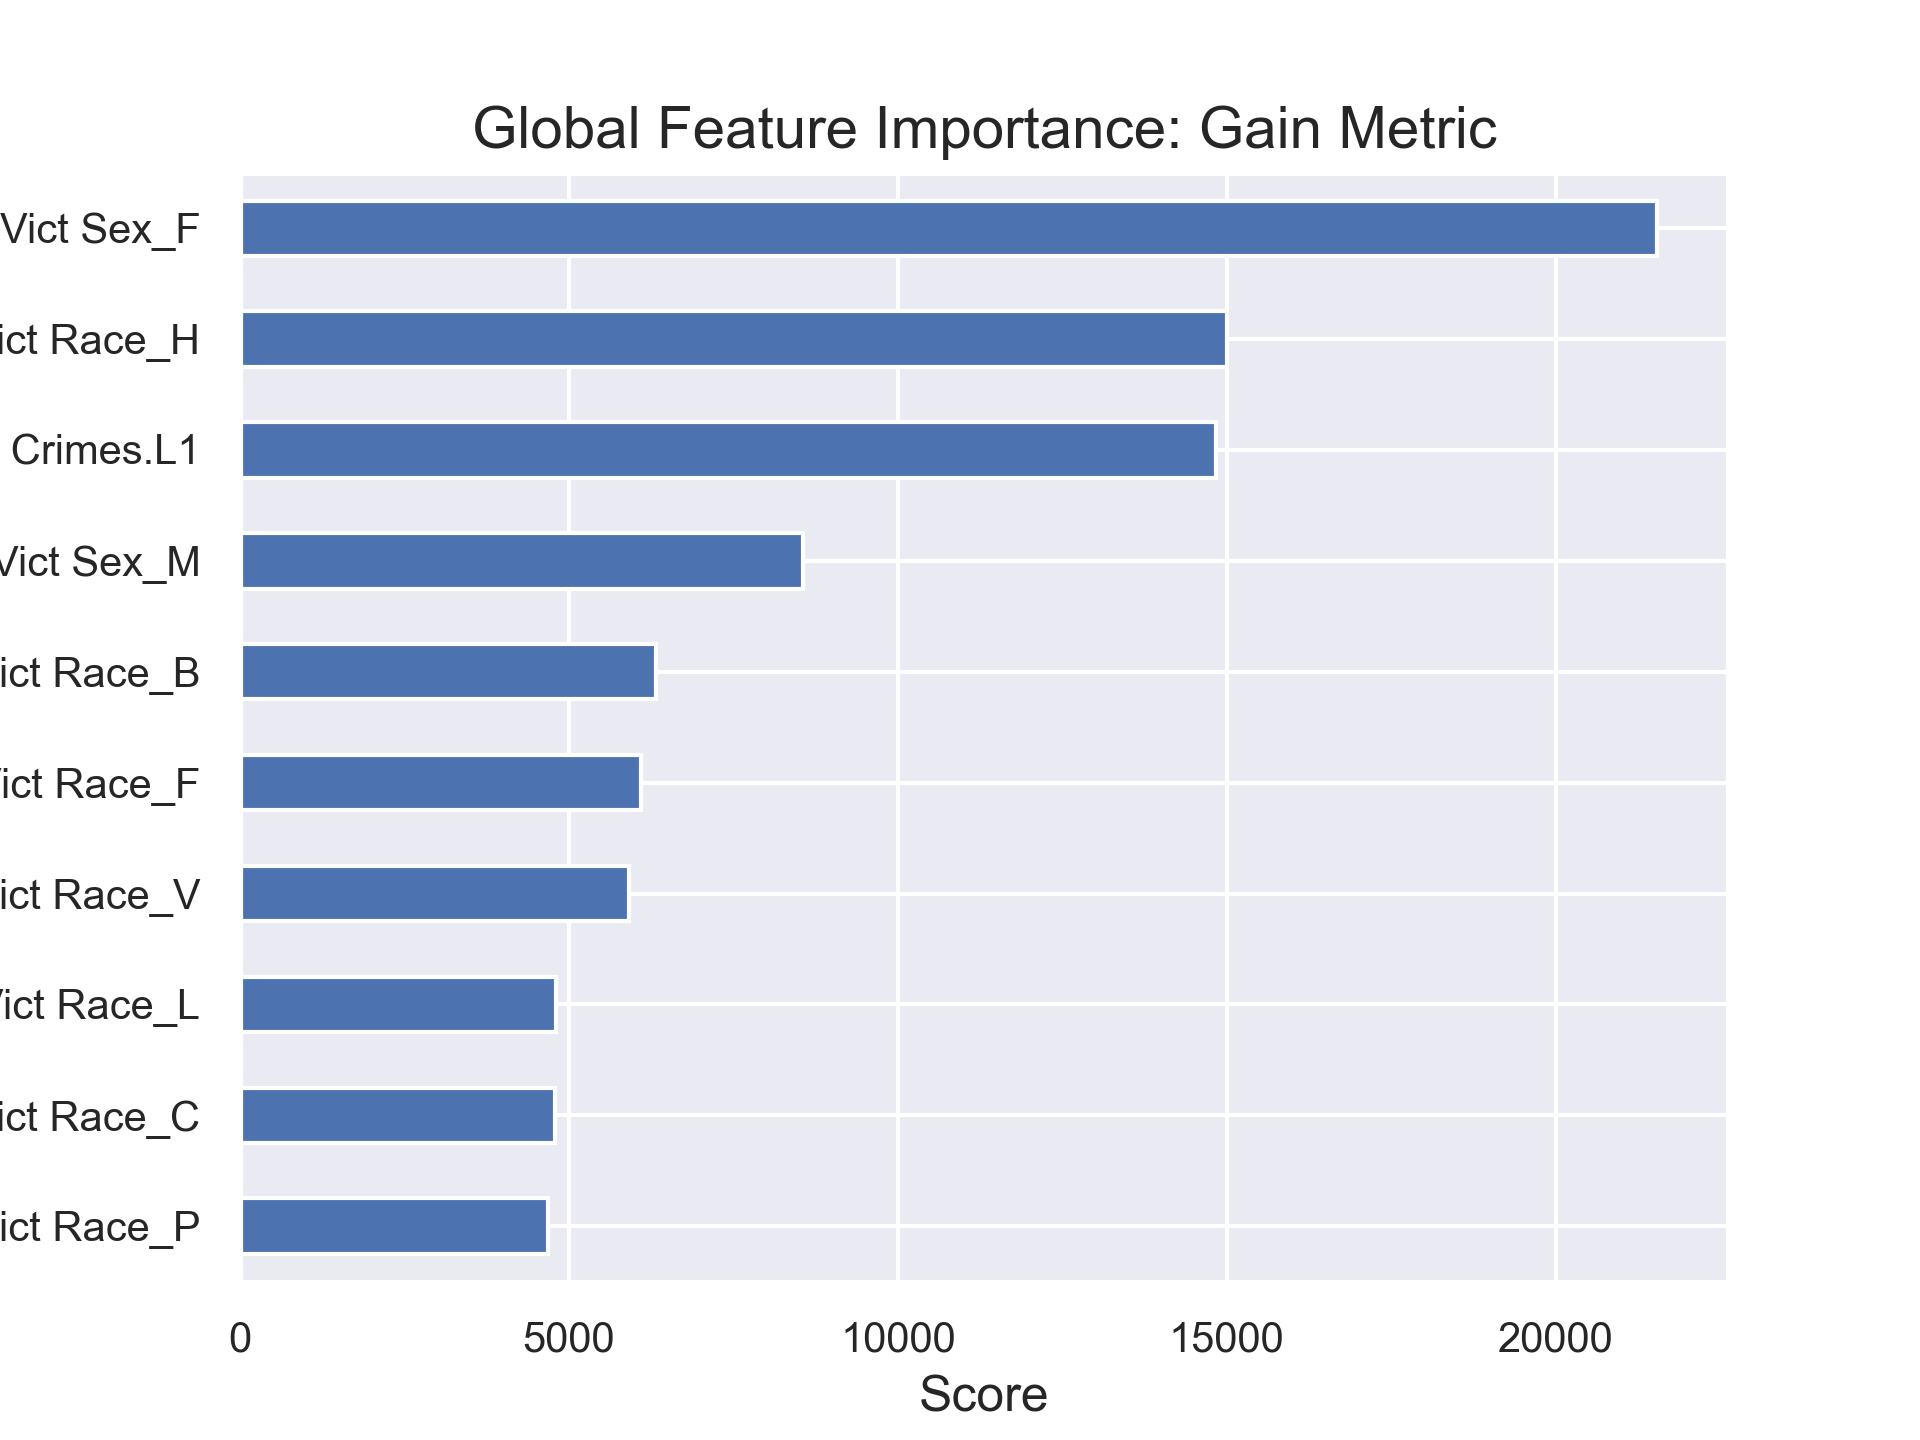 Global Feature Importance: Gain Metric
Vict Sex_F
ict Race_H
Crimes.L1
Vict Sex_M
ict Race_B
Vict Race_F
ict Race_V
Vict Race_L
ict Race_C
ict Race_P
0 5000 10000 15000 20000
Score